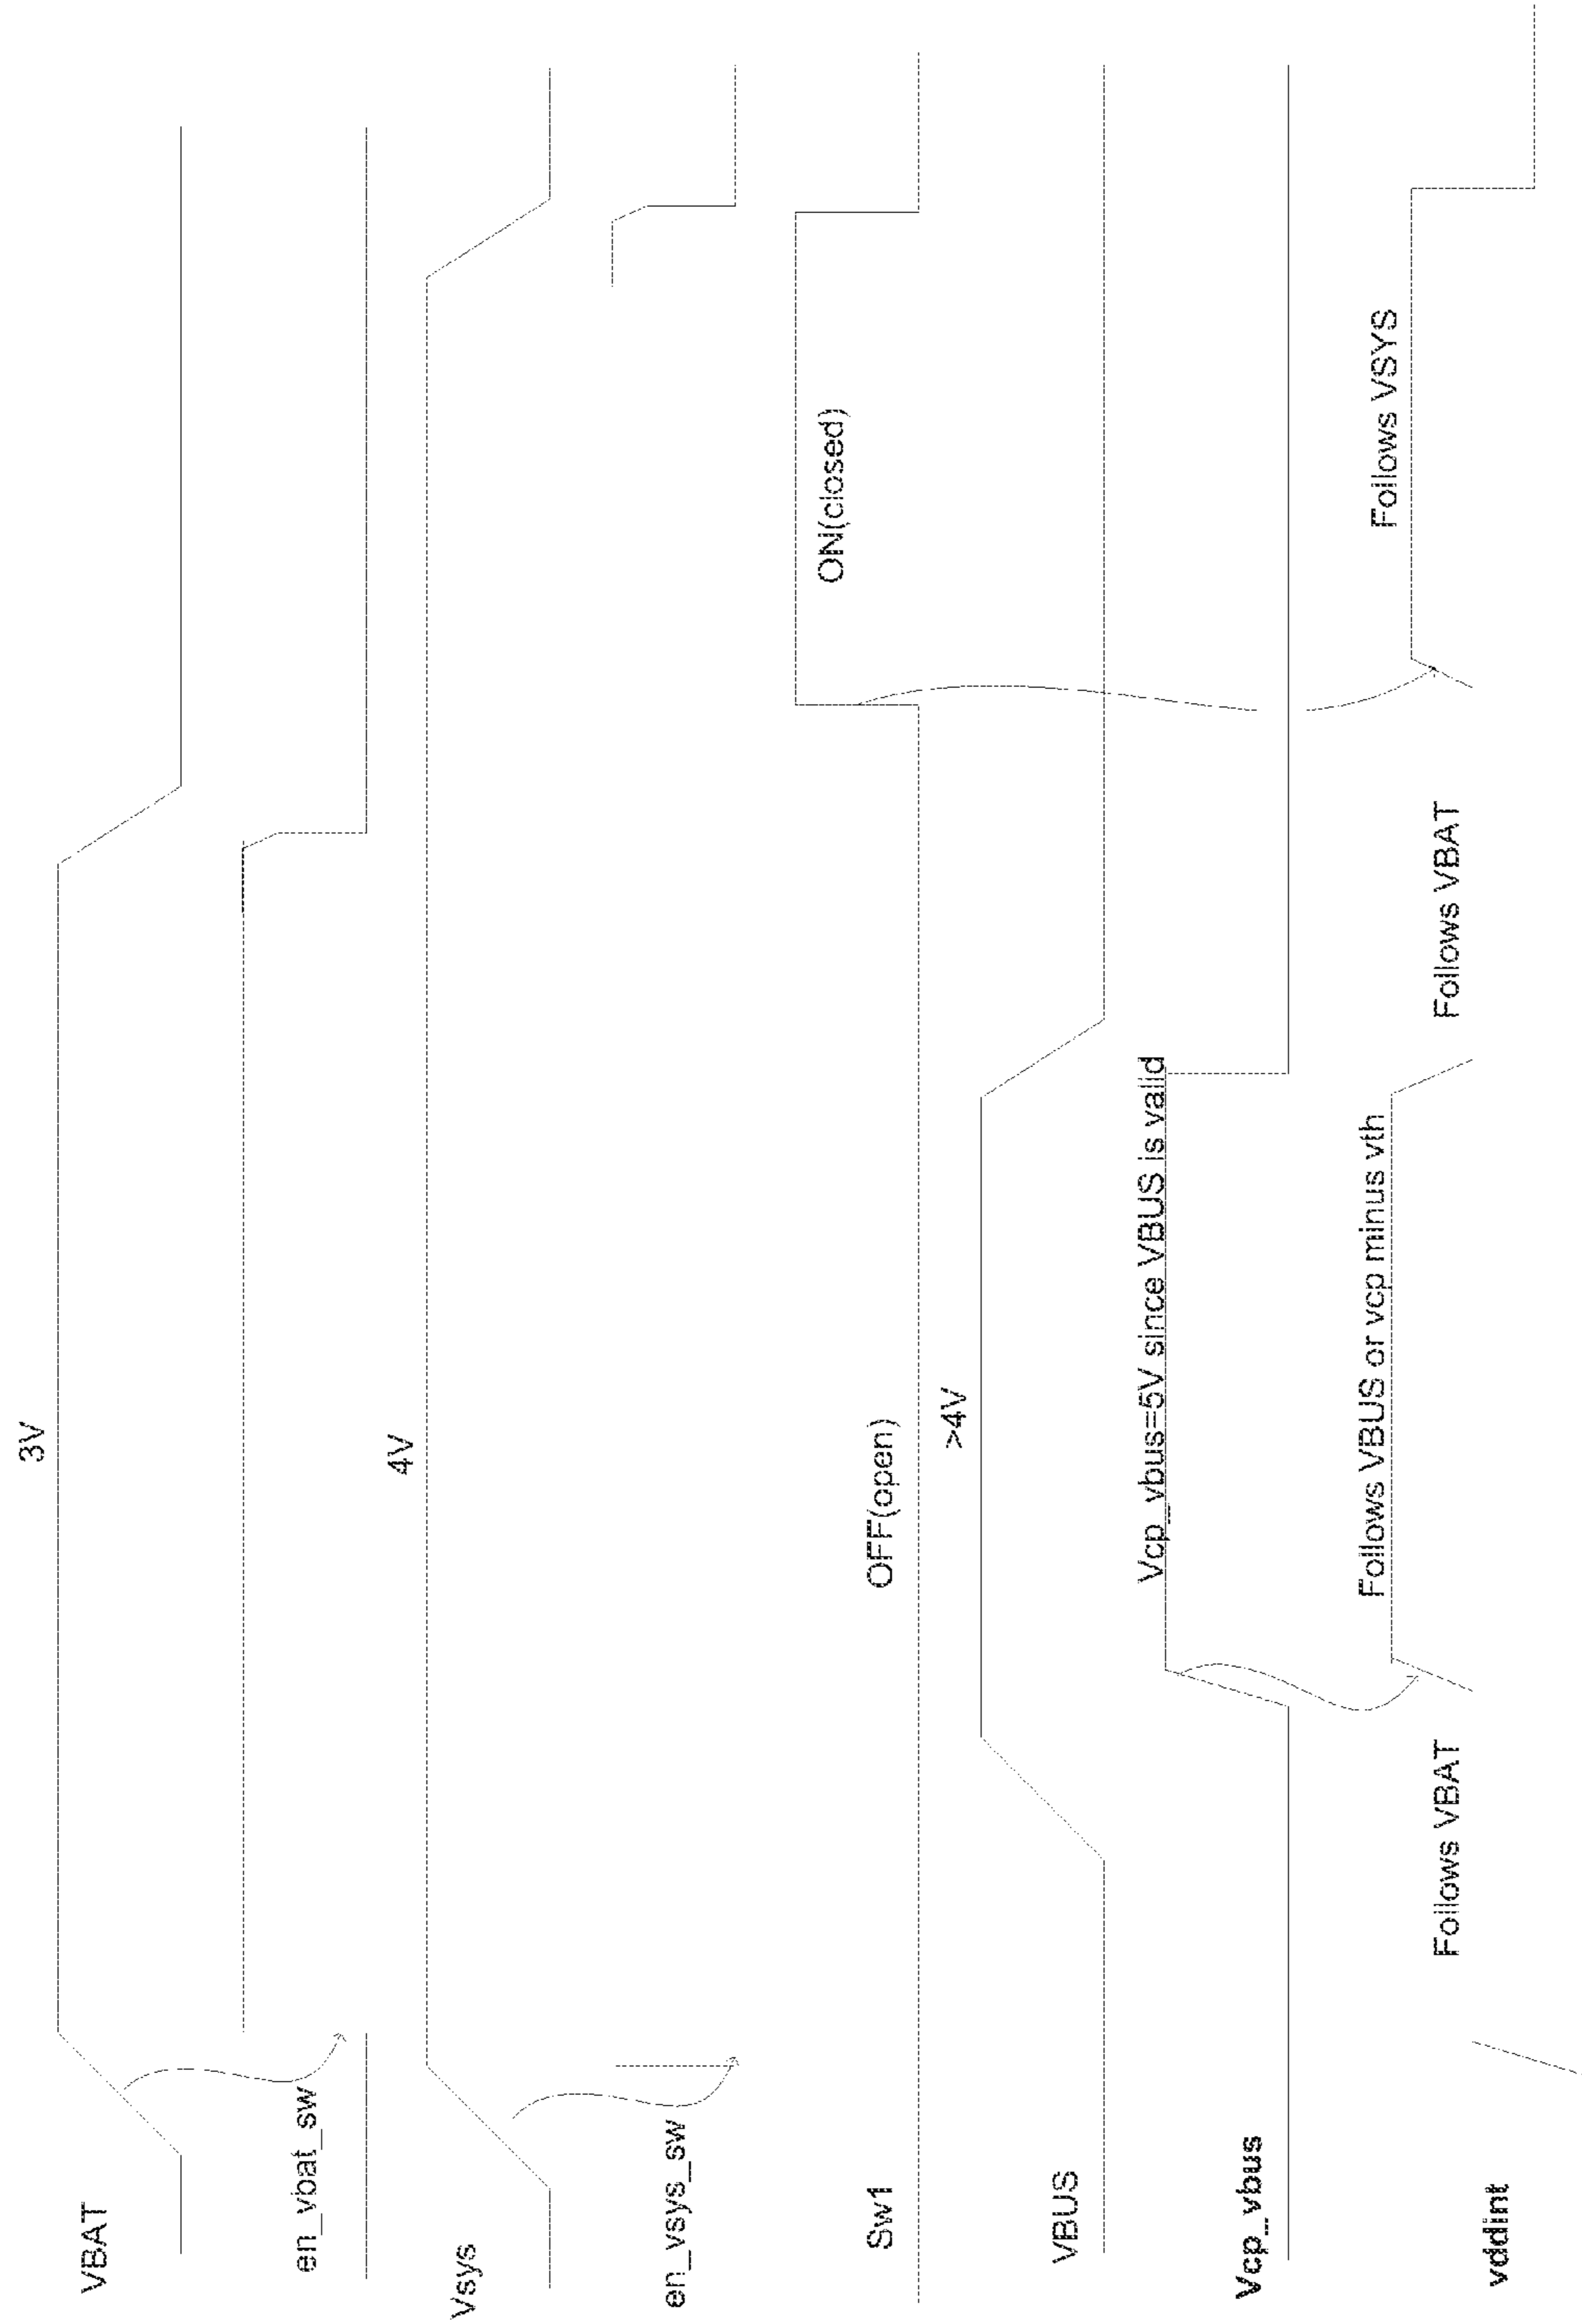 VBAT
3V
en_vbat_sw
Vsys
4V
en_vsys_sw
Sw1
OFF(open)
ON(closed)
VBUS
>4V
Vcp_vbus
Vcp_vbus=5V since VBUS is valid
vddint
Follows VBAT
Follows VBUS or vcp minus vth
Follows VBAT
Follows VSYS